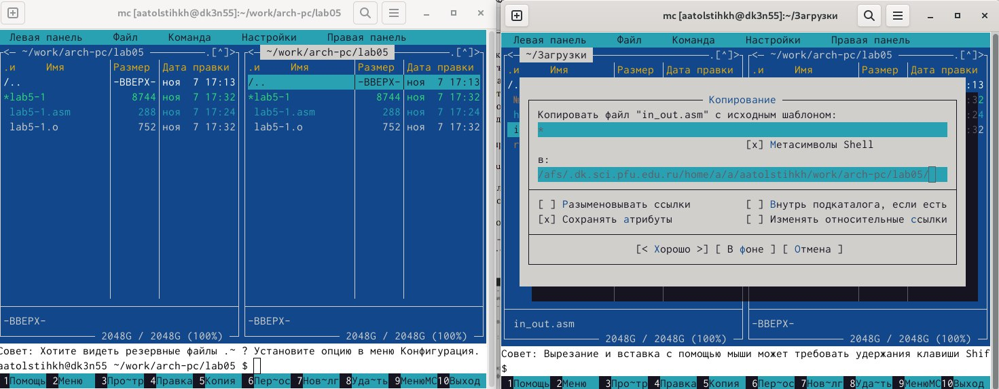 mc [aatolstihkh@dk3n55]:~/work/arch-pc/lab05
Левая панель Файл Команда Настройки Правая панель
<─ ~/work/arch-pc/lab05 .[^]> <─ ~/work/arch-pc/lab05 .[^]>
.и Имя Размер Дата правки .и Имя Размер Дата правки
/.. -ВВЕРХ- ноя 7 17:13 /.. -ВВЕРХ- ноя 7 17:13
*lab5-1 8744 ноя 7 17:32 *lab5-1 8744 ноя 7 17:32
lab5-1.asm 288 ноя 7 17:24 lab5-1.asm 288 ноя 7 17:24
lab5-1.o 752 ноя 7 17:32 lab5-1.o 752 ноя 7 17:32
-ВВЕРХ- -ВВЕРХ-
2048G / 2048G (100%) 2048G / 2048G (100%)
Совет: Хотите видеть резервные файлы .~ ? Установите опцию в меню Конфигурация.
aatolstihkh@dk3n55 ~/work/arch-pc/lab05 $
1Помощь 2Меню 3Про~тр 4Правка 5Копия 6Пер~ос 7Нов~лг 8Уда~ть 9МенюМС 10Выход
mc [aatolstihkh@dk3n55]:~/Загрузки
Левая панель Файл Команда Настройки Правая панель
<─ ~/Загрузки .[^]> <─ ~/work/arch-pc/lab05 .[^]>
.и Имя Размер Дата правки .и Имя Размер Дата правки
/. :13
№ :32
h :24
i :32
r
Копирование
Копировать файл "in_out.asm" с исходным шаблоном:
*
[x] Метасимволы Shell
в:
/afs/.dk.sci.pfu.edu.ru/home/a/a/aatolstihkh/work/arch-pc/lab05/
[ ] Разыменовывать ссылки [ ] Внутрь подкаталога, если есть
[x] Сохранять атрибуты [ ] Изменять относительные ссылки
[< Хорошо >] [ В фоне ] [ Отмена ]
in_out.asm -ВВЕРХ-
2048G / 2048G (100%) 2048G / 2048G (100%)
Совет: Вырезание и вставка с помощью мыши может требовать удержания клавиши Shif
$
1Помощь 2Меню 3Про~тр 4Правка 5Копия 6Пер~ос 7Нов~лг 8Уда~ть 9МенюМС 10Выход